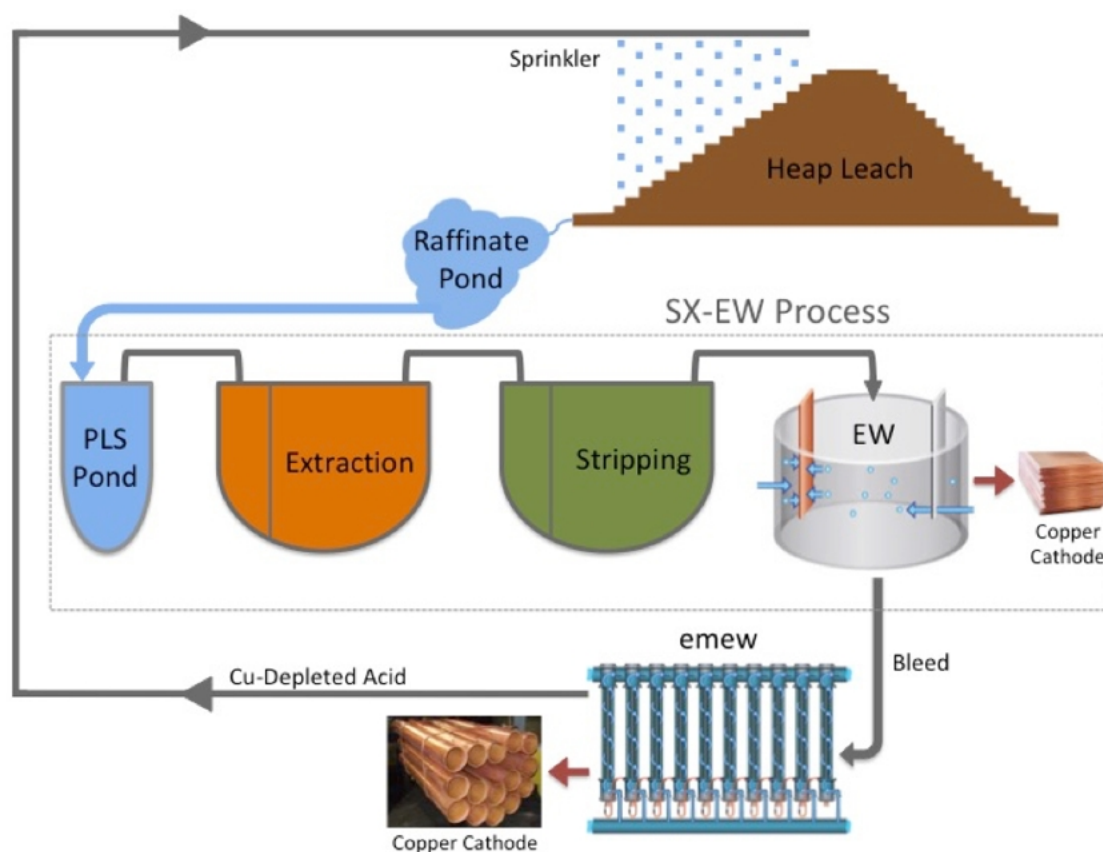 Sprinkler
Heap Leach
Raffinate
Pond
SX-EW Process
PLS
Pond
Extraction
Stripping
EW
Copper
Cathode
emew
Bleed
Cu-Depleted Acid
Copper Cathode